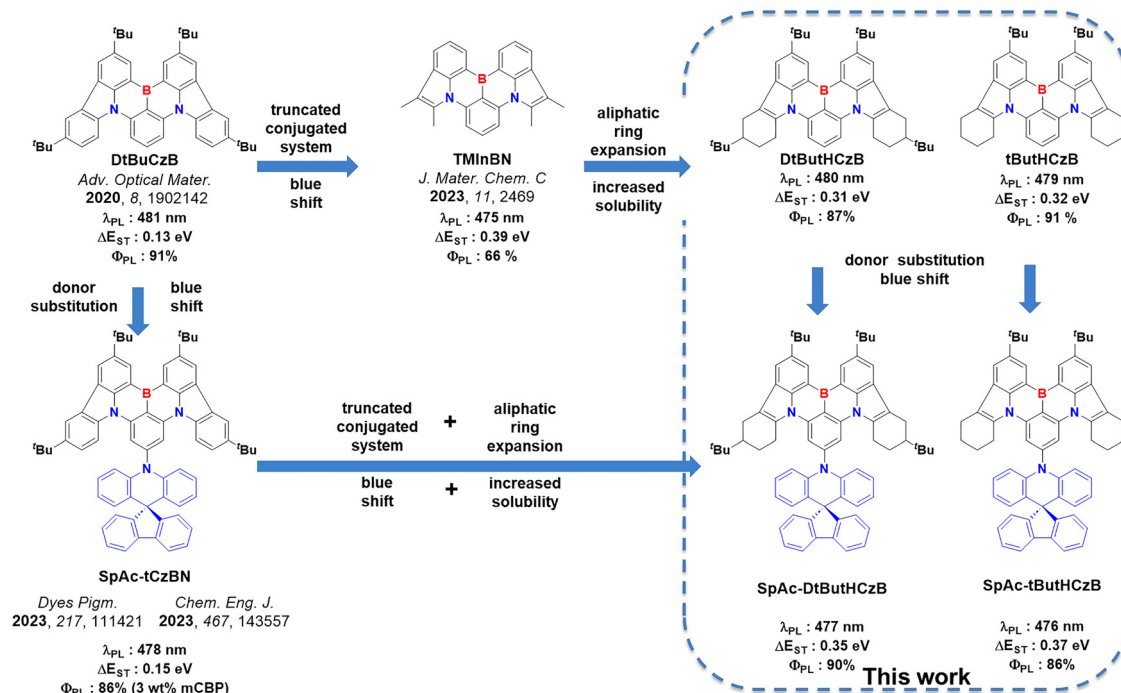 ᵗBu
ᵗBu
B
N
N
ᵗBu
ᵗBu
DtBuCzB
Adv. Optical Mater.
2020, 8, 1902142
λPL : 481 nm
ΔEST : 0.13 eV
ΦPL : 91%
truncated
conjugated
system
blue
shift
B
N
N
TMInBN
J. Mater. Chem. C
2023, 11, 2469
λPL : 475 nm
ΔEST : 0.39 eV
ΦPL : 66 %
aliphatic
ring
expansion
increased
solubility
ᵗBu
ᵗBu
B
N
N
ᵗBu
ᵗBu
DtButHCzB
λPL : 480 nm
ΔEST : 0.31 eV
ΦPL : 87%
ᵗBu
ᵗBu
B
N
N
tButHCzB
λPL : 479 nm
ΔEST : 0.32 eV
ΦPL : 91 %
donor
substitution
blue
shift
donor substitution
blue shift
ᵗBu
ᵗBu
B
N
N
ᵗBu
ᵗBu
N
SpAc-tCzBN
Dyes Pigm.
2023, 217, 111421
Chem. Eng. J.
2023, 467, 143557
λPL : 478 nm
ΔEST : 0.15 eV
ΦPL : 86% (3 wt% mCBP)
truncated
conjugated
system
+
aliphatic
ring
expansion
blue
shift
+
increased
solubility
ᵗBu
ᵗBu
B
N
N
ᵗBu
ᵗBu
N
SpAc-DtButHCzB
λPL : 477 nm
ΔEST : 0.35 eV
ΦPL : 90%
ᵗBu
ᵗBu
B
N
N
N
SpAc-tButHCzB
λPL : 476 nm
ΔEST : 0.37 eV
ΦPL : 86%
This work